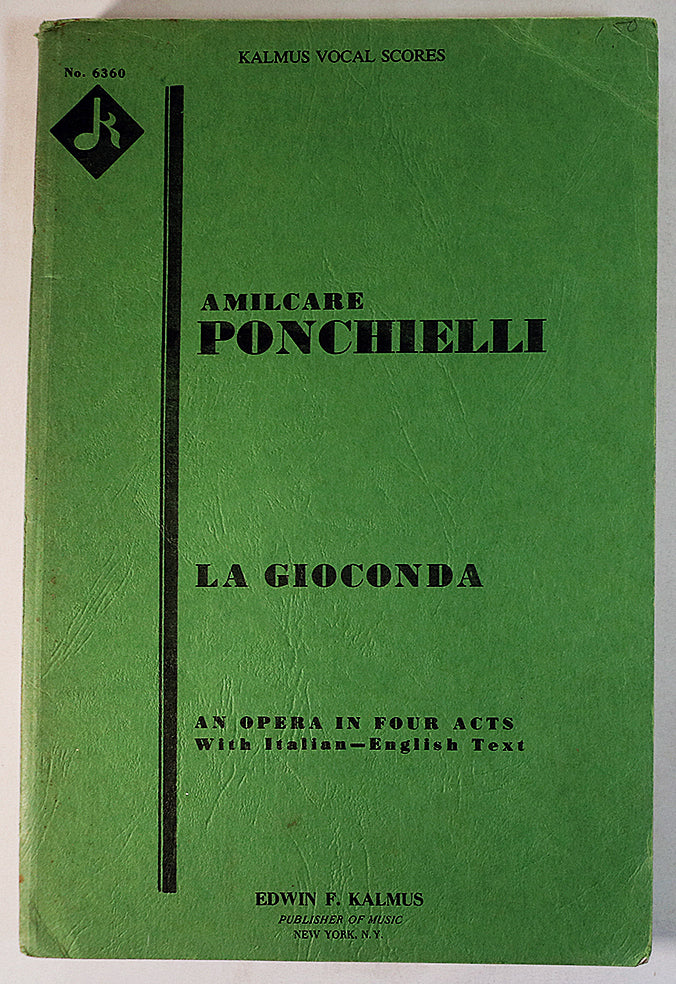 KALMUS VOCAL SCORES
No. 6360
AMILCARE
PONCHIELLI
LA GIOCONDA
AN OPERA IN FOUR ACTS
With Italian—English Text
EDWIN F. KALMUS
PUBLISHER OF MUSIC
NEW YORK, N.Y.